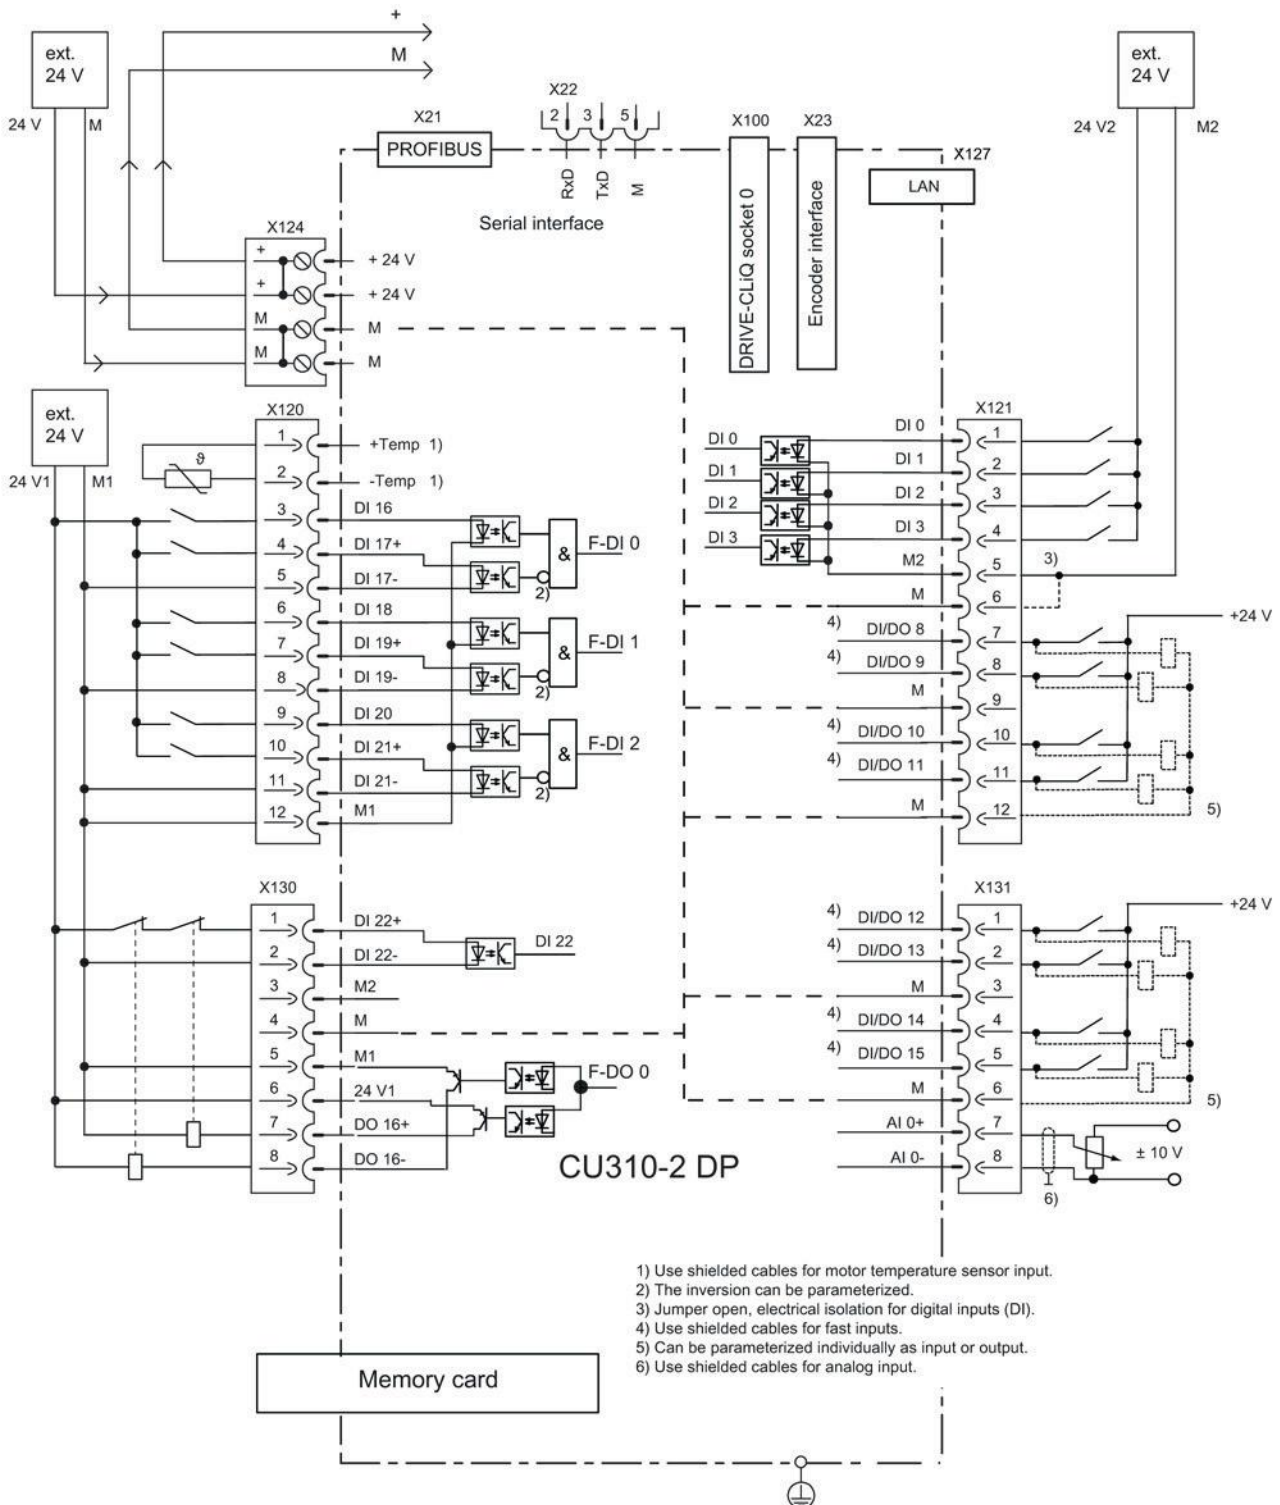 +
M
ext.
24 V
24 V
M
X22
2 3 5
RxD
TxD
M
Serial interface
X21
PROFIBUS
X100
DRIVE-CLiQ socket 0
X23
Encoder interface
X127
LAN
ext.
24 V
24 V2
M2
X124
+
+ 24 V
+
+ 24 V
M
M
M
M
ext.
24 V
24 V1
M1
X120
ϑ
1
+Temp 1)
2
-Temp 1)
3
DI 16
4
DI 17+
5
DI 17-
6
DI 18
7
DI 19+
8
DI 19-
9
DI 20
10
DI 21+
11
DI 21-
12
M1
&
F-DI 0
2)
&
F-DI 1
2)
&
F-DI 2
2)
X121
DI 0
DI 0
1
DI 1
DI 1
2
DI 2
DI 2
3
DI 3
DI 3
4
M2
5
3)
M
6
+24 V
4)
DI/DO 8
7
4)
DI/DO 9
8
M
9
4)
DI/DO 10
10
4)
DI/DO 11
11
M
12
5)
X130
1
DI 22+
2
DI 22-
DI 22
3
M2
4
M
5
M1
6
24 V1
7
DO 16+
8
DO 16-
F-DO 0
X131
+24 V
4)
DI/DO 12
1
4)
DI/DO 13
2
M
3
4)
DI/DO 14
4
4)
DI/DO 15
5
M
6
5)
AI 0+
7
AI 0-
8
± 10 V
6)
CU310-2 DP
1) Use shielded cables for motor temperature sensor input.
2) The inversion can be parameterized.
3) Jumper open, electrical isolation for digital inputs (DI).
4) Use shielded cables for fast inputs.
5) Can be parameterized individually as input or output.
6) Use shielded cables for analog input.
Memory card